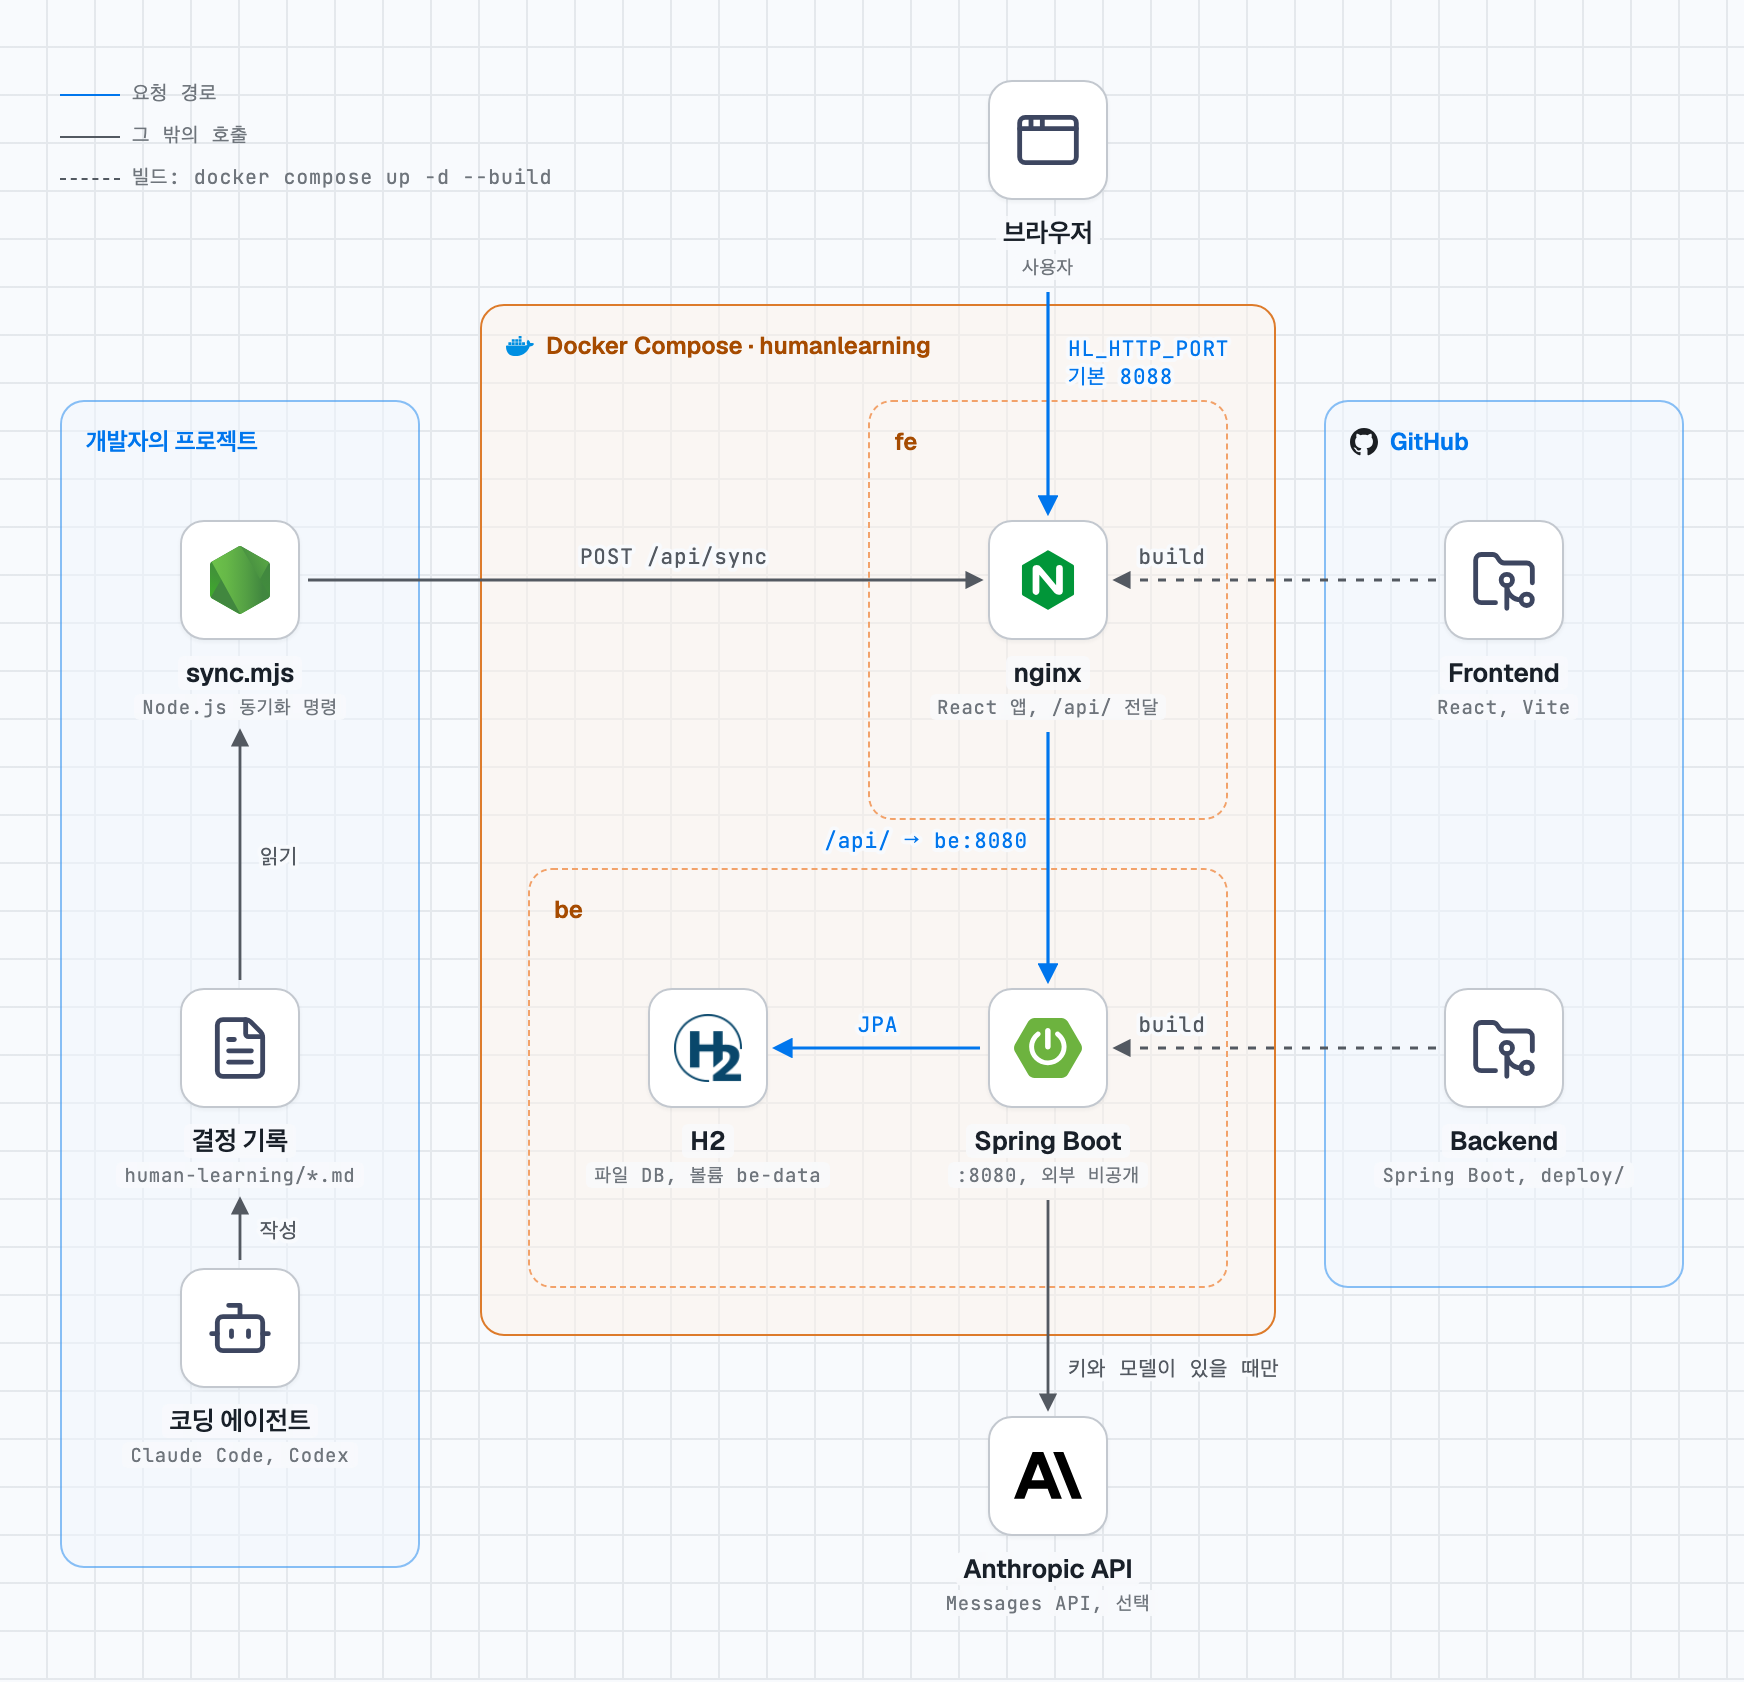 요청 경로
그 밖의 호출
빌드: docker compose up -d --build
브라우저
사용자
Docker Compose · humanlearning
HL_HTTP_PORT
기본 8088
개발자의 프로젝트
fe
GitHub
POST /api/sync
build
sync.mjs
Node.js 동기화 명령
nginx
React 앱, /api/ 전달
Frontend
React, Vite
읽기
/api/ → be:8080
be
H2
JPA
build
결정 기록
human-learning/*.md
H2
파일 DB, 볼륨 be-data
Spring Boot
:8080, 외부 비공개
Backend
Spring Boot, deploy/
작성
키와 모델이 있을 때만
코딩 에이전트
Claude Code, Codex
Anthropic API
Messages API, 선택